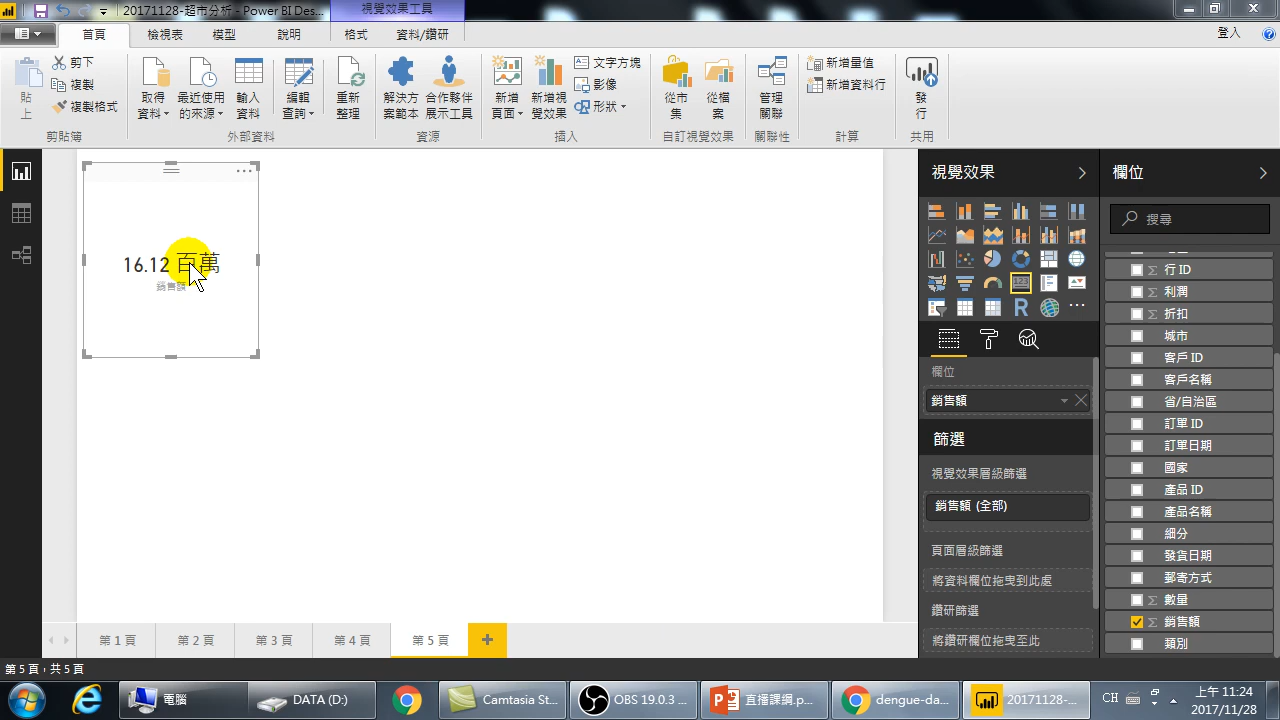 20171128-超市分析 - Power BI Des...
視覺效果工具
首頁
檢視表
模型
說明
格式
資料/鑽研
登入
貼上
剪下
複製
複製格式
剪貼簿
取得資料
最近使用的來源
輸入資料
外部資料
編輯查詢
重新整理
解決方案範本
合作夥伴展示工具
資源
新增頁面
新增視覺效果
文字方塊
影像
形狀
插入
從市集
從檔案
自訂視覺效果
管理關聯
關聯性
新增量值
新增資料行
計算
發行
共用
16.12 百萬
銷售額
視覺效果
123
R
欄位
銷售額
篩選
視覺效果層級篩選
銷售額 (全部)
頁面層級篩選
將資料欄位拖曳到此處
鑽研篩選
將鑽研欄位拖曳至此
欄位
搜尋
Σ 行 ID
Σ 利潤
Σ 折扣
城市
客戶 ID
客戶名稱
省/自治區
訂單 ID
訂單日期
國家
產品 ID
產品名稱
細分
發貨日期
郵寄方式
Σ 數量
Σ 銷售額
類別
第 1 頁
第 2 頁
第 3 頁
第 4 頁
第 5 頁
第 5 頁，共 5 頁
電腦
DATA (D:)
Camtasia St...
OBS 19.0.3 ...
直播課綱.p...
dengue-da...
20171128-...
CH
上午 11:24
2017/11/28